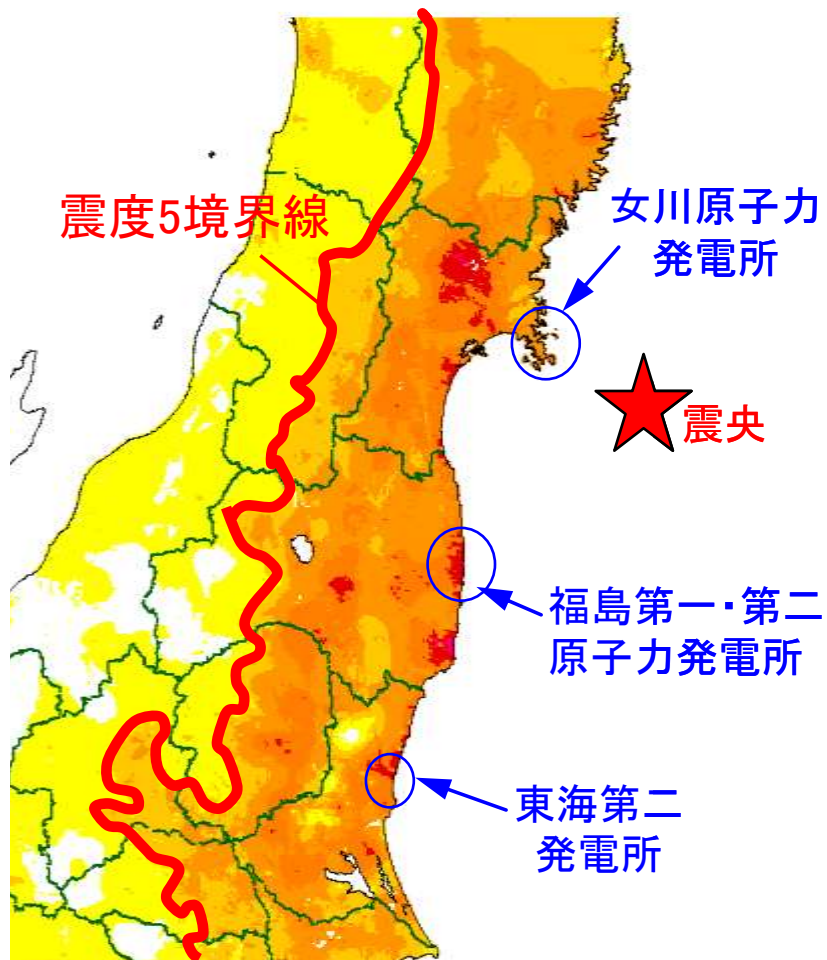 震度5境界線
女川原子力
発電所
震央
福島第一・第二
原子力発電所
東海第二
発電所